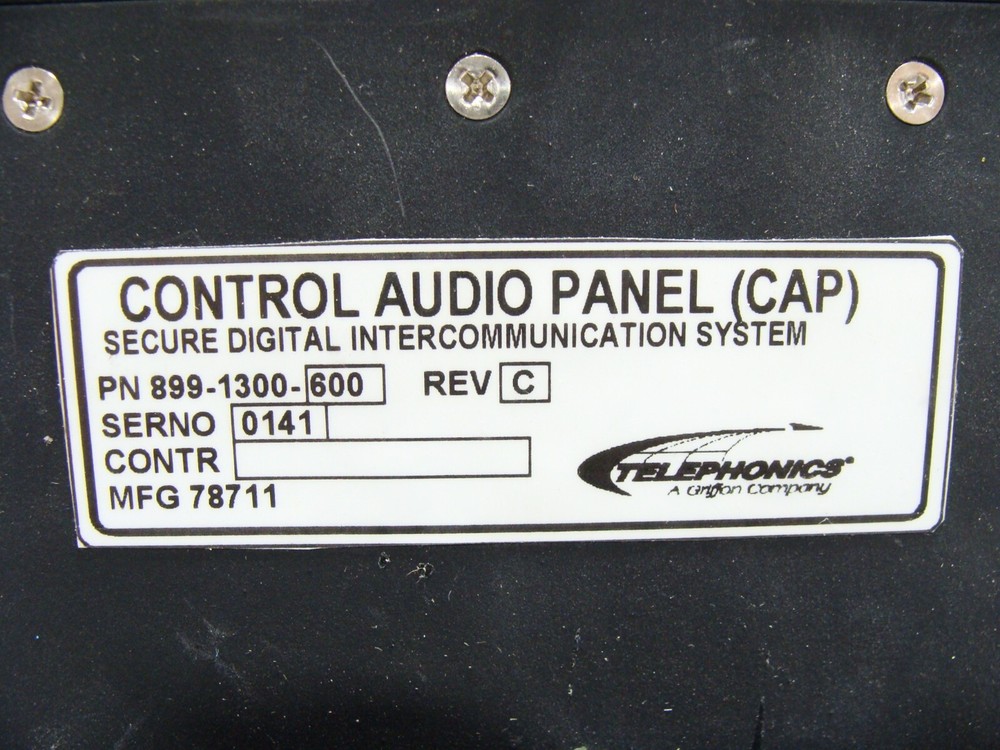 CONTROL AUDIO PANEL (CAP)
SECURE DIGITAL INTERCOMMUNICATION SYSTEM
PN 899-1300-600 REV C
SERNO 0141
CONTR
MFG 78711
TELEPHONICS®
A Griffon Company